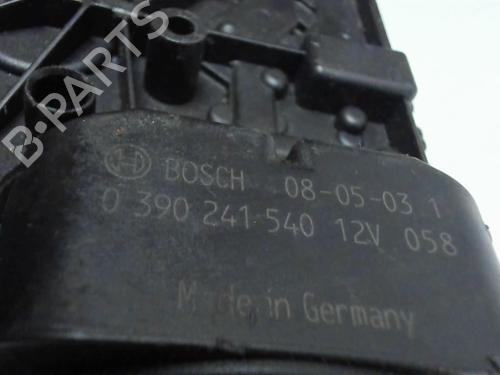 B-PARTS
BOSCH 08-05-03 1
0 390 241 540 12V 058
Made in Germany